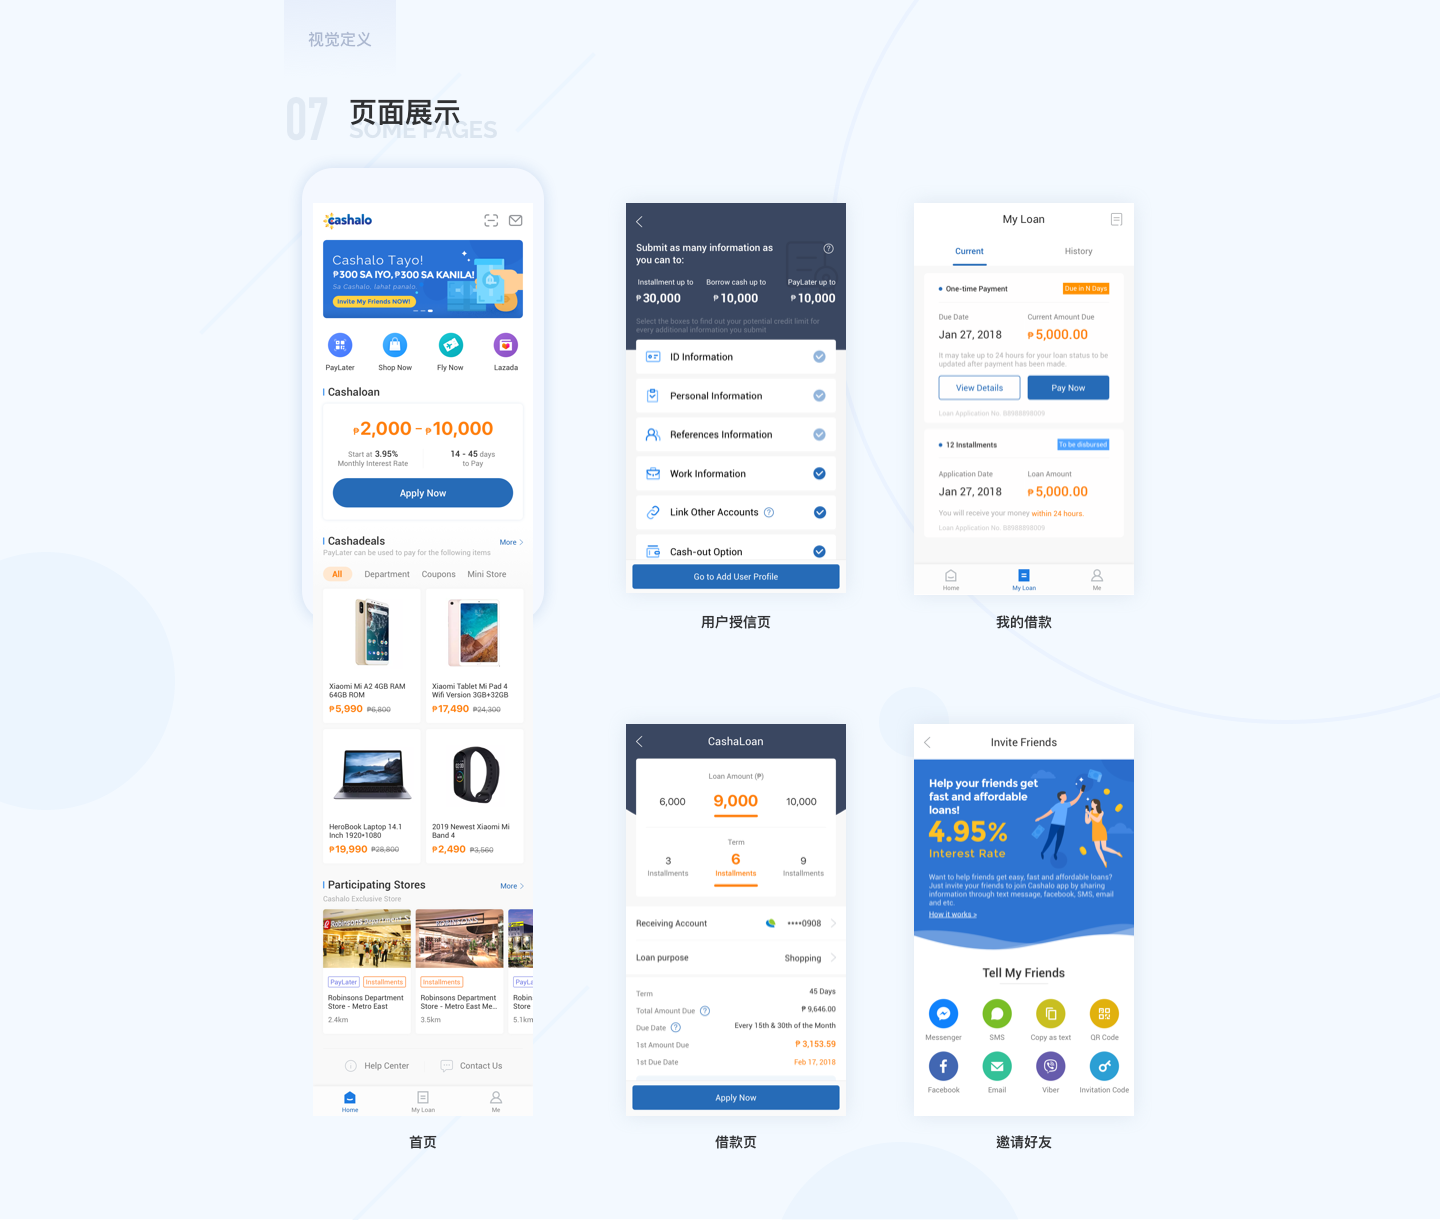 视觉定义
07
页面展示
SOME PAGES
cashalo
Cashalo Tayo!
₱300 SA IYO, ₱300 SA KANILA!
Sa Cashalo, lahat panalo.
Invite My Friends NOW!
PayLater
Shop Now
Fly Now
Lazada
Cashaloan
₱2,000 – ₱10,000
Start at 3.95%
Monthly Interest Rate
14 - 45 days
to Pay
Apply Now
Cashadeals
More
PayLater can be used to pay for the following items
All
Department
Coupons
Mini Store
Xiaomi Mi A2 4GB RAM
64GB ROM
₱5,990 ₱6,800
Xiaomi Tablet Mi Pad 4
Wifi Version 3GB+32GB
₱17,490 ₱24,300
HeroBook Laptop 14.1
Inch 1920*1080
₱19,990 ₱28,800
2019 Newest Xiaomi Mi
Band 4
₱2,490 ₱3,560
Participating Stores
More
Cashalo Exclusive Store
PayLater Installments
Robinsons Department
Store - Metro East
2.4km
Installments
Robinsons Department
Store - Metro East Me...
3.5km
PayLa
Robin
Store
5.1km
Help Center
Contact Us
Home
My Loan
Me
首页
Submit as many information as
you can to:
Installment up to
₱ 30,000
Borrow cash up to
₱ 10,000
PayLater up to
₱ 10,000
Select the boxes to find out your potential credit limit for
every additional information you submit
ID Information
Personal Information
References Information
Work Information
Link Other Accounts
Cash-out Option
Go to Add User Profile
用户授信页
My Loan
Current
History
One-time Payment
Due in N Days
Due Date
Current Amount Due
Jan 27, 2018
₱ 5,000.00
It may take up to 24 hours for your loan status to be
updated after payment has been made.
View Details
Pay Now
Loan Application No. B8988898009
12 Installments
To be disbursed
Application Date
Loan Amount
Jan 27, 2018
₱ 5,000.00
You will receive your money within 24 hours.
Loan Application No. B8988898009
Home
My Loan
Me
我的借款
CashaLoan
Loan Amount (₱)
6,000
9,000
10,000
Term
3
Installments
6
Installments
9
Installments
Receiving Account
••••0908
Loan purpose
Shopping
Term
45 Days
Total Amount Due
₱ 9,646.00
Due Date
Every 15th & 30th of the Month
1st Amount Due
₱ 3,153.59
1st Due Date
Feb 17, 2018
Apply Now
借款页
Invite Friends
Help your friends get
fast and affordable
loans!
4.95%
Interest Rate
Want to help friends get easy, fast and affordable loans?
Just invite your friends to join Cashalo app by sharing
information through text message, facebook, SMS, email
and etc.
How it works »
Tell My Friends
Messenger
SMS
Copy as text
QR Code
Facebook
Email
Viber
Invitation Code
邀请好友